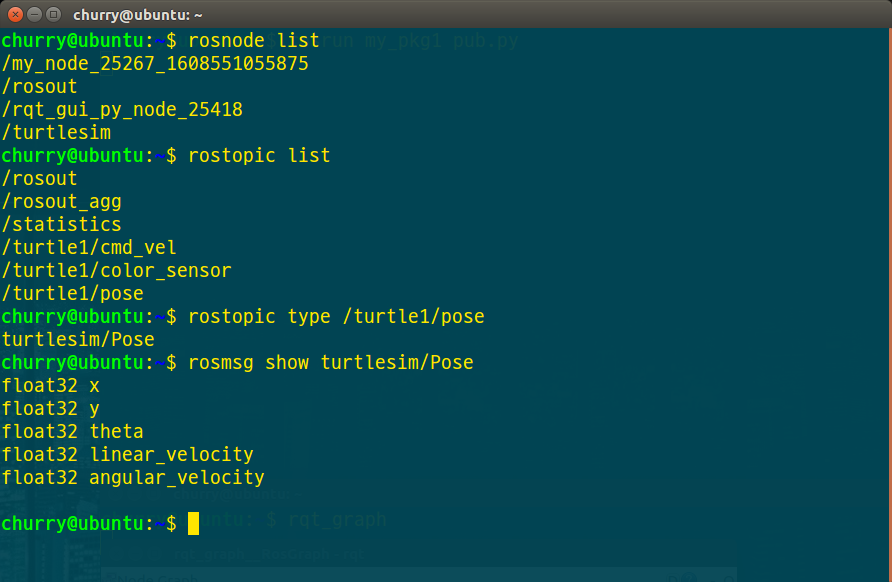 churry@ubuntu: ~
churry@ubuntu:~$ rosnode list
/my_node_25267_1608551055875
/rosout
/rqt_gui_py_node_25418
/turtlesim
churry@ubuntu:~$ rostopic list
/rosout
/rosout_agg
/statistics
/turtle1/cmd_vel
/turtle1/color_sensor
/turtle1/pose
churry@ubuntu:~$ rostopic type /turtle1/pose
turtlesim/Pose
churry@ubuntu:~$ rosmsg show turtlesim/Pose
float32 x
float32 y
float32 theta
float32 linear_velocity
float32 angular_velocity
churry@ubuntu:~$